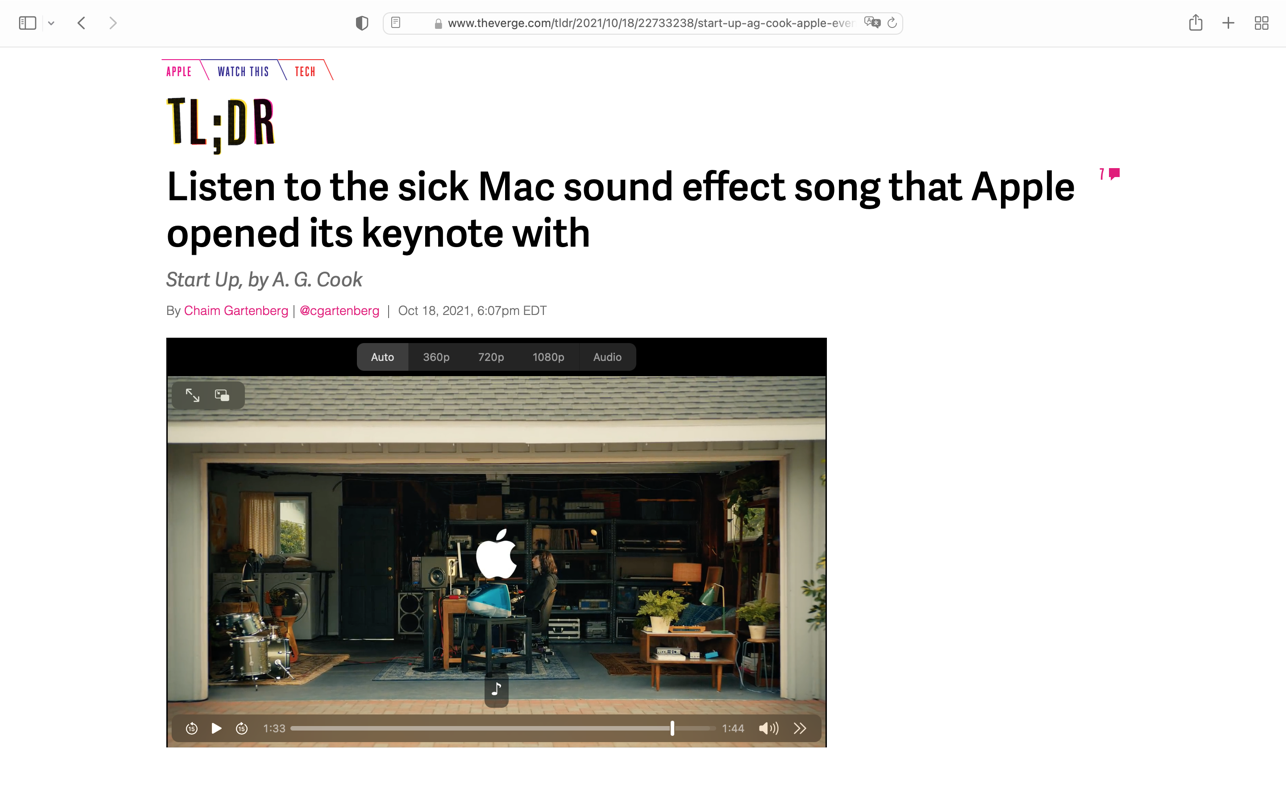 www.theverge.com/tldr/2021/10/18/22733238/start-up-ag-cook-apple-ever
APPLE
WATCH THIS
TECH
TL;DR
Listen to the sick Mac sound effect song that Apple
opened its keynote with
7
Start Up, by A. G. Cook
By Chaim Gartenberg | @cgartenberg | Oct 18, 2021, 6:07pm EDT
Auto 360p 720p 1080p Audio
15 15 1:33 1:44